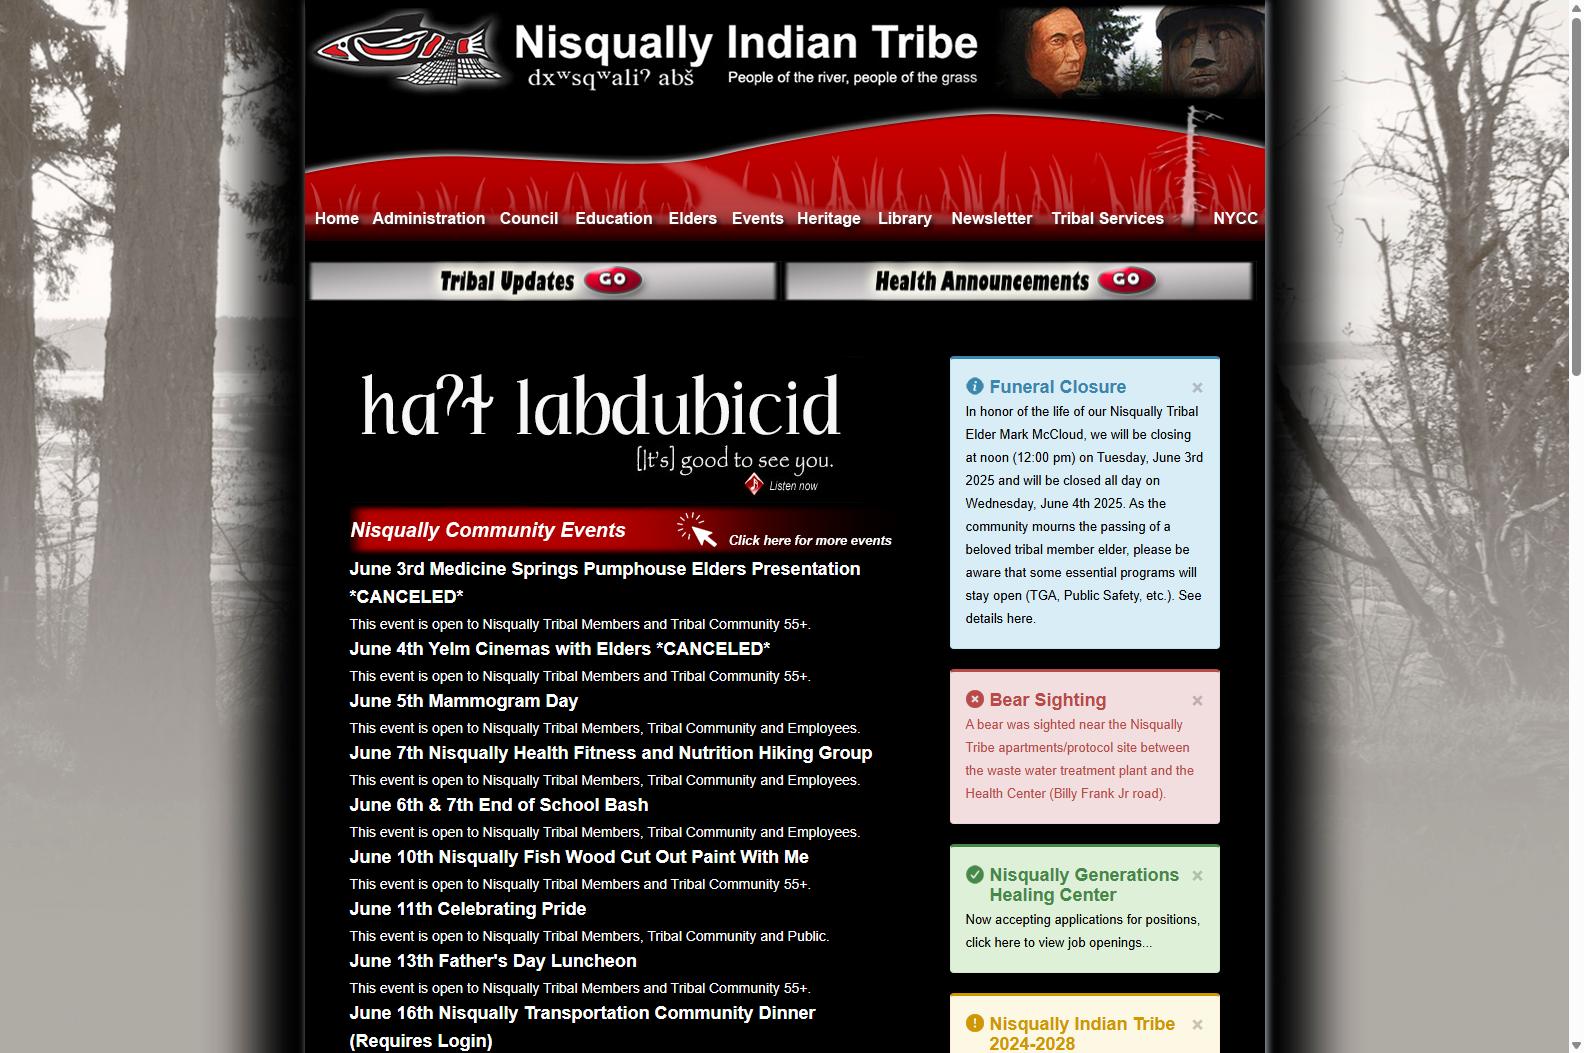 Nisqually Indian Tribe
dxʷsqʷaliʔ abš People of the river, people of the grass
Home Administration Council Education Elders Events Heritage Library Newsletter Tribal Services NYCC
Tribal Updates GO Health Announcements GO
haʔɬ labdubicid
[It's] good to see you.
Listen now
Nisqually Community Events Click here for more events
June 3rd Medicine Springs Pumphouse Elders Presentation
*CANCELED*
This event is open to Nisqually Tribal Members and Tribal Community 55+.
June 4th Yelm Cinemas with Elders *CANCELED*
This event is open to Nisqually Tribal Members and Tribal Community 55+.
June 5th Mammogram Day
This event is open to Nisqually Tribal Members, Tribal Community and Employees.
June 7th Nisqually Health Fitness and Nutrition Hiking Group
This event is open to Nisqually Tribal Members, Tribal Community and Employees.
June 6th & 7th End of School Bash
This event is open to Nisqually Tribal Members, Tribal Community and Employees.
June 10th Nisqually Fish Wood Cut Out Paint With Me
This event is open to Nisqually Tribal Members and Tribal Community 55+.
June 11th Celebrating Pride
This event is open to Nisqually Tribal Members, Tribal Community and Public.
June 13th Father's Day Luncheon
This event is open to Nisqually Tribal Members and Tribal Community 55+.
June 16th Nisqually Transportation Community Dinner
(Requires Login)
Funeral Closure ×
In honor of the life of our Nisqually Tribal
Elder Mark McCloud, we will be closing
at noon (12:00 pm) on Tuesday, June 3rd
2025 and will be closed all day on
Wednesday, June 4th 2025. As the
community mourns the passing of a
beloved tribal member elder, please be
aware that some essential programs will
stay open (TGA, Public Safety, etc.). See
details here.
Bear Sighting ×
A bear was sighted near the Nisqually
Tribe apartments/protocol site between
the waste water treatment plant and the
Health Center (Billy Frank Jr road).
Nisqually Generations ×
Healing Center
Now accepting applications for positions,
click here to view job openings...
Nisqually Indian Tribe ×
2024-2028